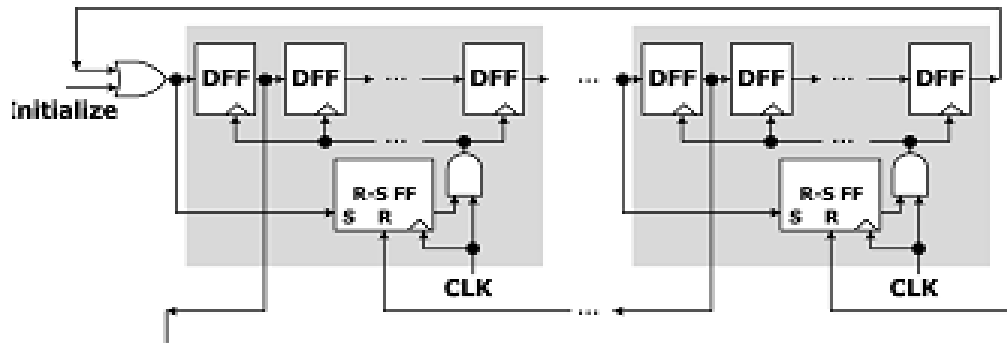 DFF DFF ... DFF ... DFF DFF ... DFF
Initialize
... ...
R-S FF R-S FF
S R S R
CLK CLK
...